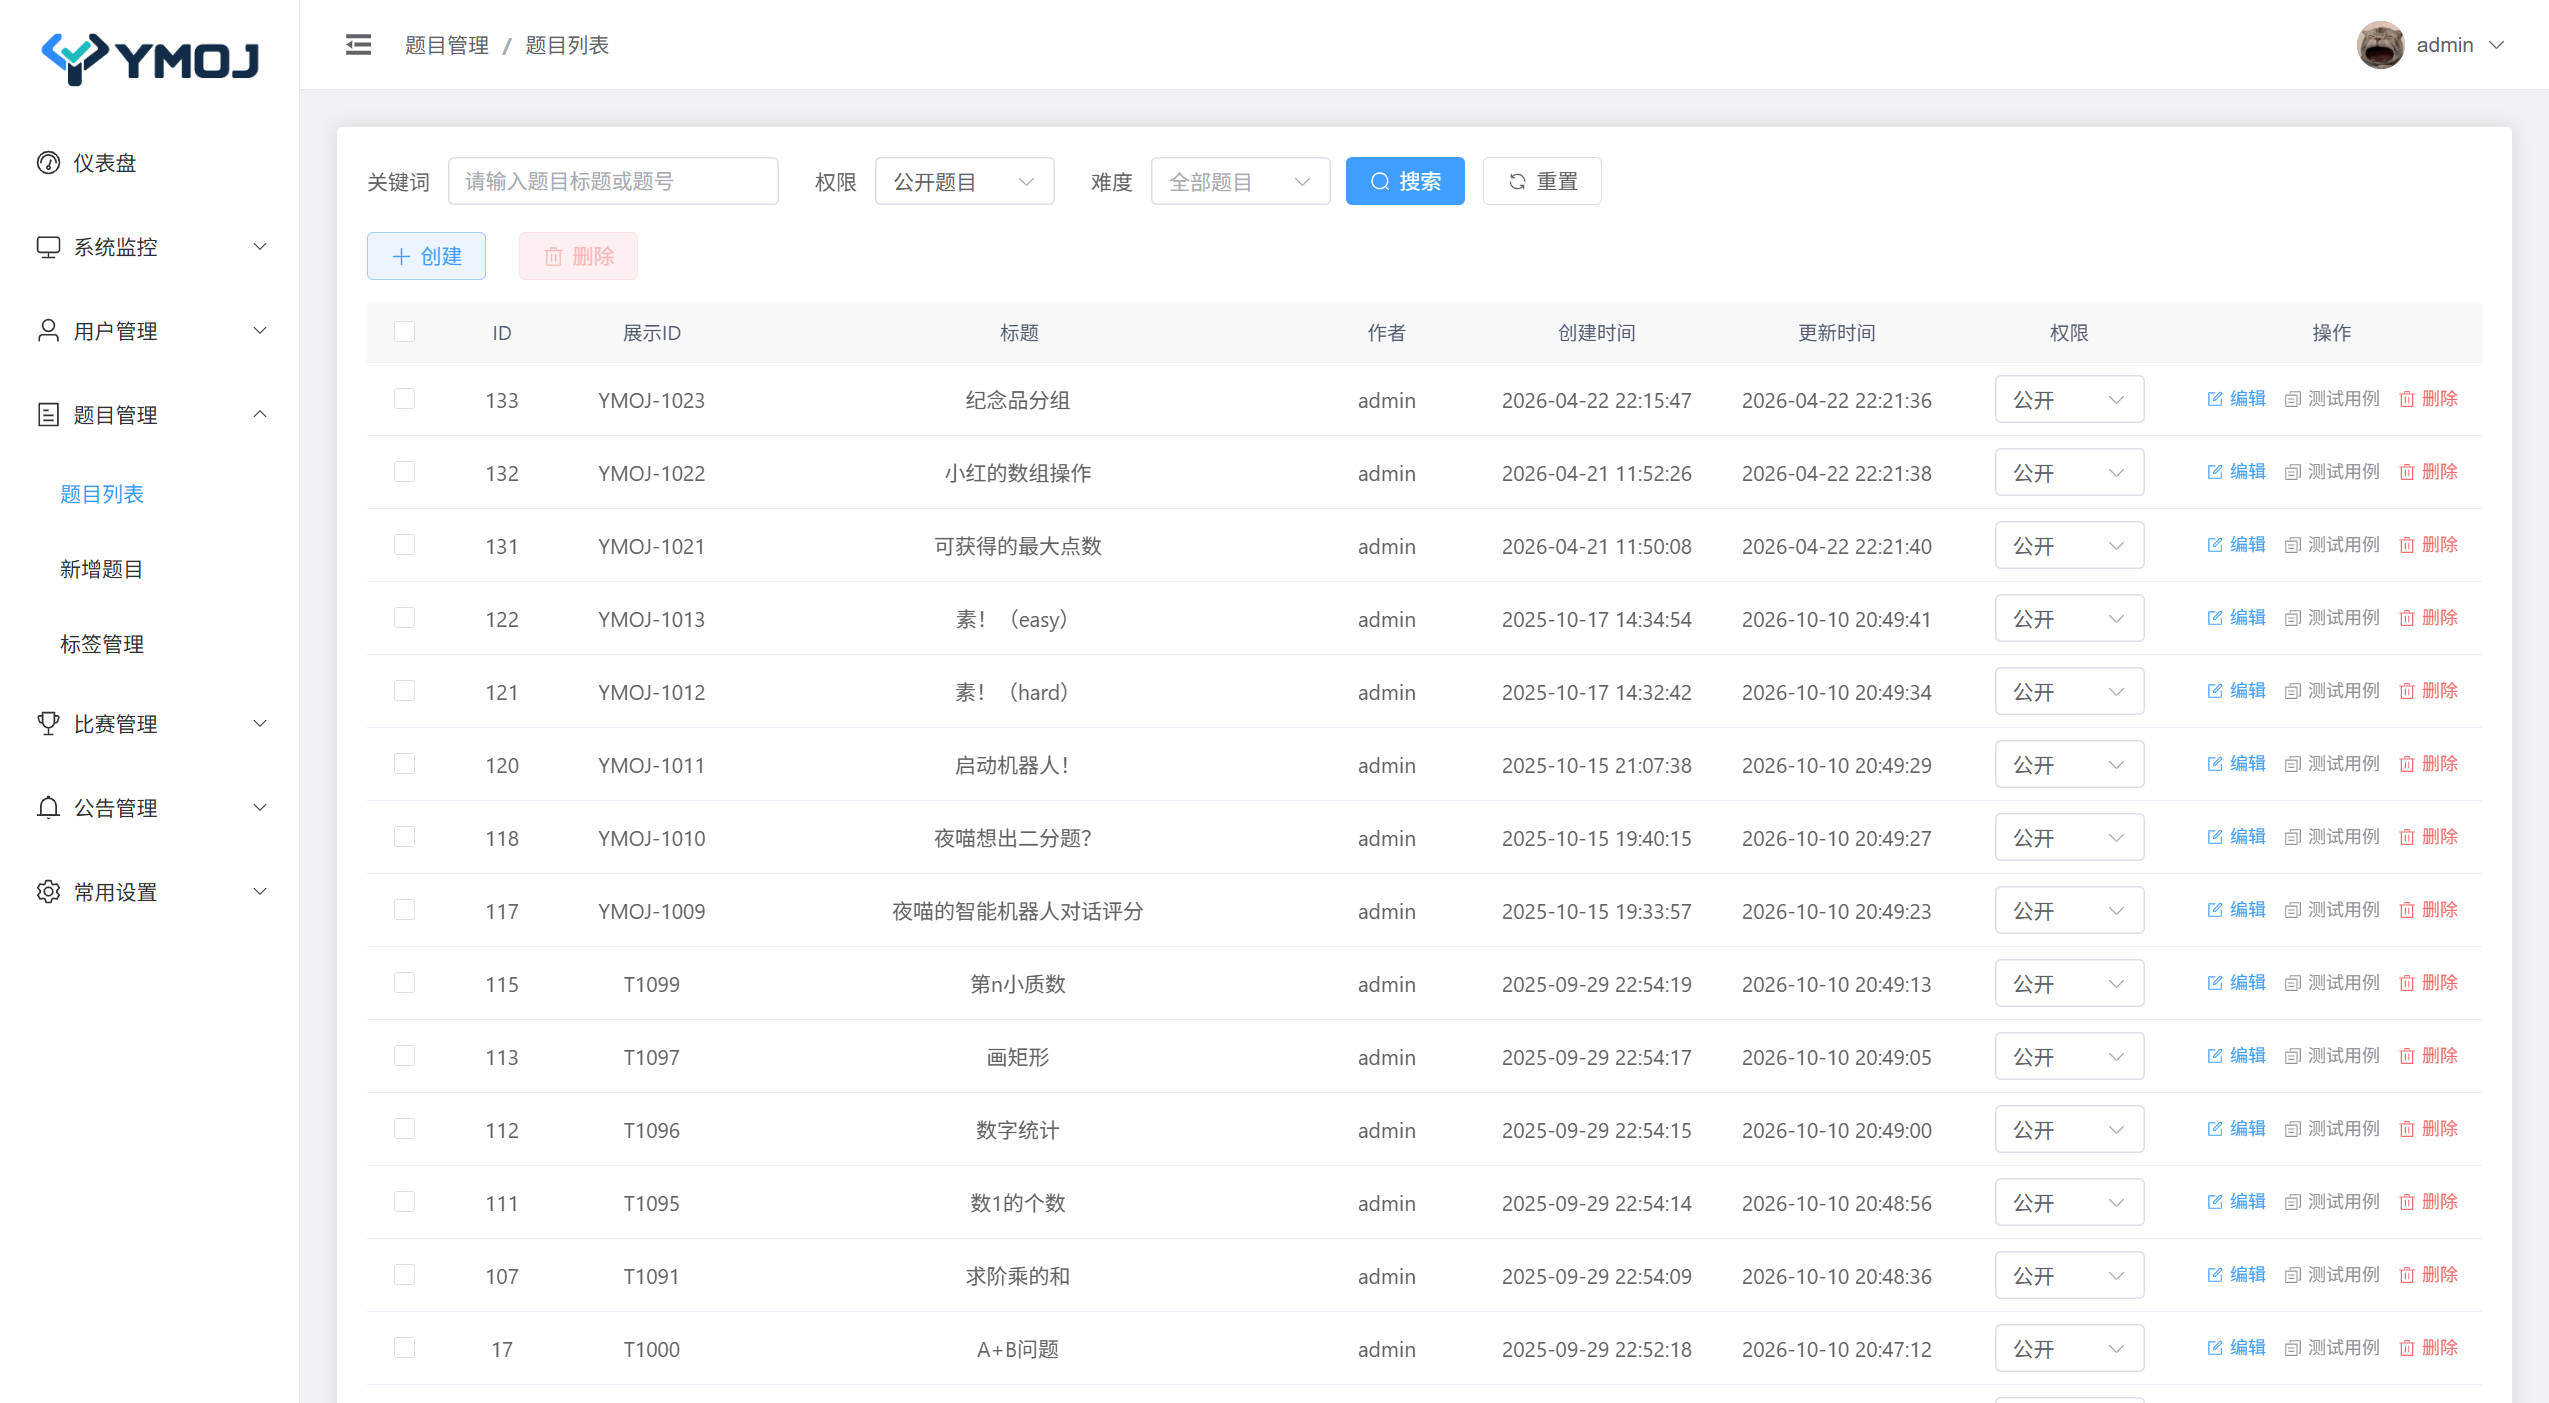 YMOJ
题目管理 / 题目列表
admin
仪表盘
系统监控
用户管理
题目管理
题目列表
新增题目
标签管理
比赛管理
公告管理
常用设置
关键词 请输入题目标题或题号 权限 公开题目 难度 全部题目 搜索 重置
创建 删除
ID 展示ID 标题 作者 创建时间 更新时间 权限 操作
133 YMOJ-1023 纪念品分组 admin 2026-04-22 22:15:47 2026-04-22 22:21:36 公开 编辑 测试用例 删除
132 YMOJ-1022 小红的数组操作 admin 2026-04-21 11:52:26 2026-04-22 22:21:38 公开 编辑 测试用例 删除
131 YMOJ-1021 可获得的最大点数 admin 2026-04-21 11:50:08 2026-04-22 22:21:40 公开 编辑 测试用例 删除
122 YMOJ-1013 素！（easy） admin 2025-10-17 14:34:54 2026-10-10 20:49:41 公开 编辑 测试用例 删除
121 YMOJ-1012 素！（hard） admin 2025-10-17 14:32:42 2026-10-10 20:49:34 公开 编辑 测试用例 删除
120 YMOJ-1011 启动机器人！ admin 2025-10-15 21:07:38 2026-10-10 20:49:29 公开 编辑 测试用例 删除
118 YMOJ-1010 夜喵想出二分题？ admin 2025-10-15 19:40:15 2026-10-10 20:49:27 公开 编辑 测试用例 删除
117 YMOJ-1009 夜喵的智能机器人对话评分 admin 2025-10-15 19:33:57 2026-10-10 20:49:23 公开 编辑 测试用例 删除
115 T1099 第n小质数 admin 2025-09-29 22:54:19 2026-10-10 20:49:13 公开 编辑 测试用例 删除
113 T1097 画矩形 admin 2025-09-29 22:54:17 2026-10-10 20:49:05 公开 编辑 测试用例 删除
112 T1096 数字统计 admin 2025-09-29 22:54:15 2026-10-10 20:49:00 公开 编辑 测试用例 删除
111 T1095 数1的个数 admin 2025-09-29 22:54:14 2026-10-10 20:48:56 公开 编辑 测试用例 删除
107 T1091 求阶乘的和 admin 2025-09-29 22:54:09 2026-10-10 20:48:36 公开 编辑 测试用例 删除
17 T1000 A+B问题 admin 2025-09-29 22:52:18 2026-10-10 20:47:12 公开 编辑 测试用例 删除